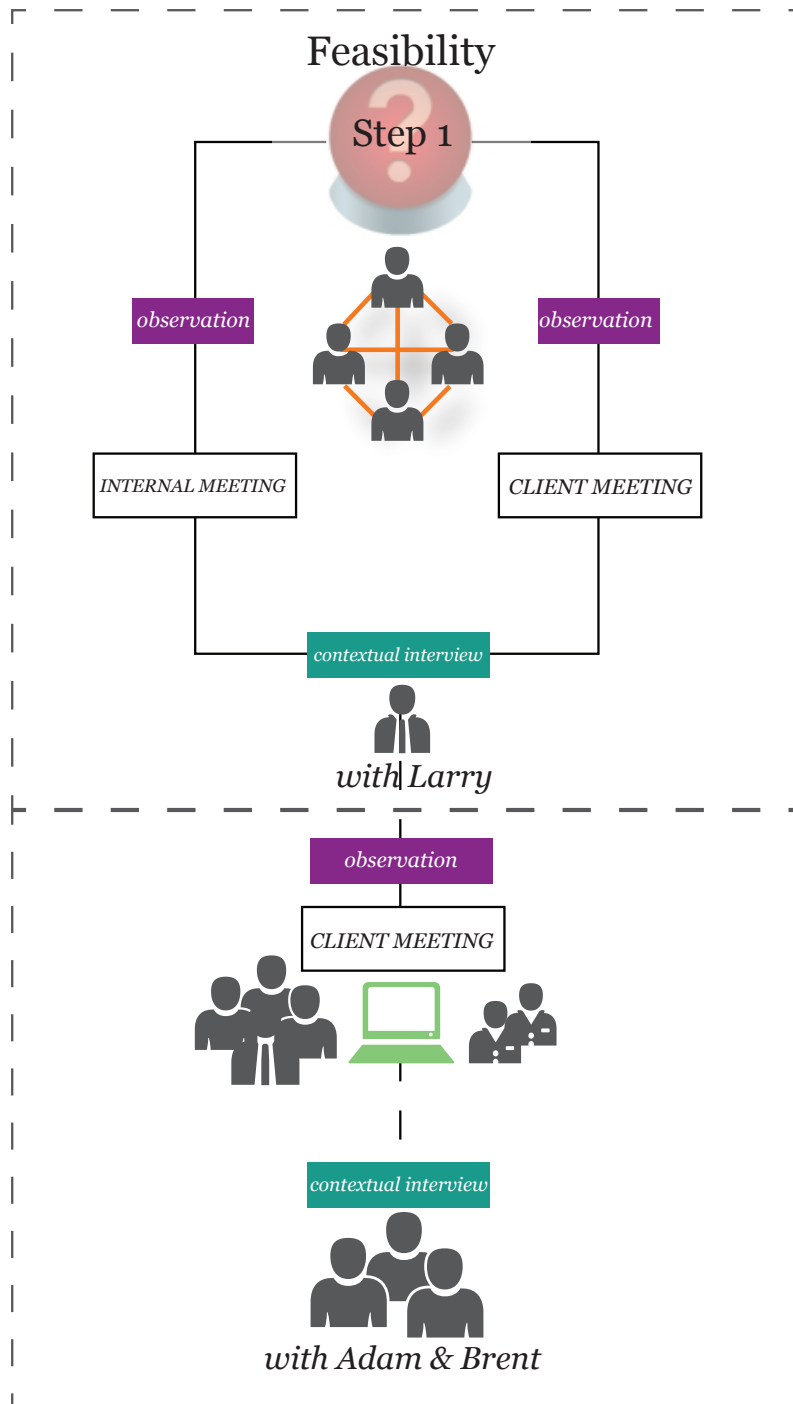 Feasibility
?
Step 1
observation
observation
INTERNAL MEETING
CLIENT MEETING
contextual interview
with Larry
observation
CLIENT MEETING
contextual interview
with Adam & Brent